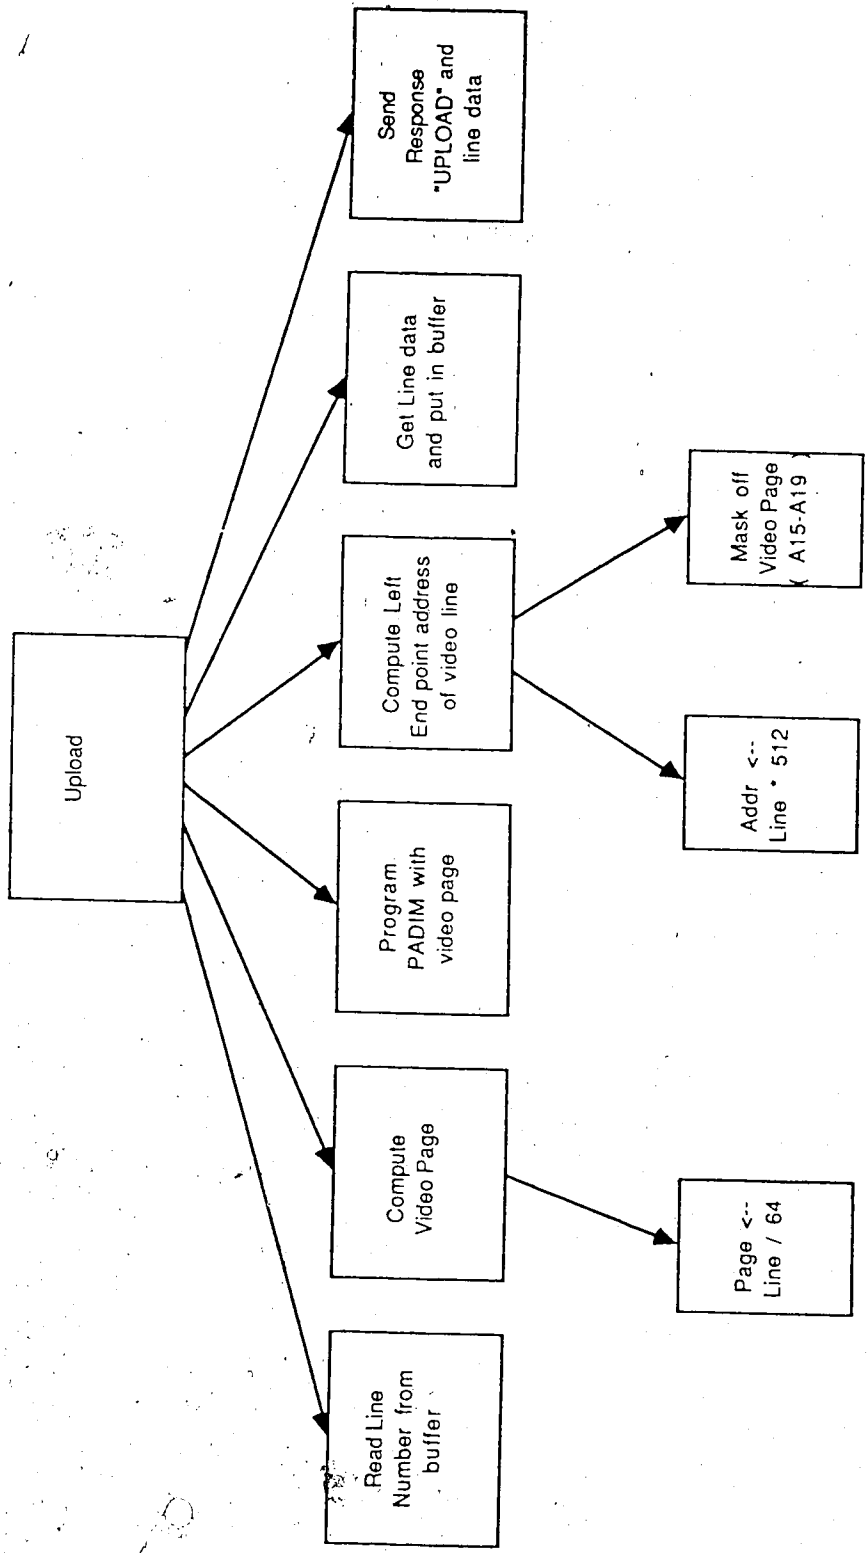 Upload
Read Line
Number from
buffer
Compute
Video Page
Program
PADIM with
video page
Compute Left
End point address
of video line
Get Line data
and put in buffer
Send
Response
"UPLOAD" and
line data
Page <--
Line / 64
Addr <--
Line * 512
Mask off
Video Page
( A15-A19 )